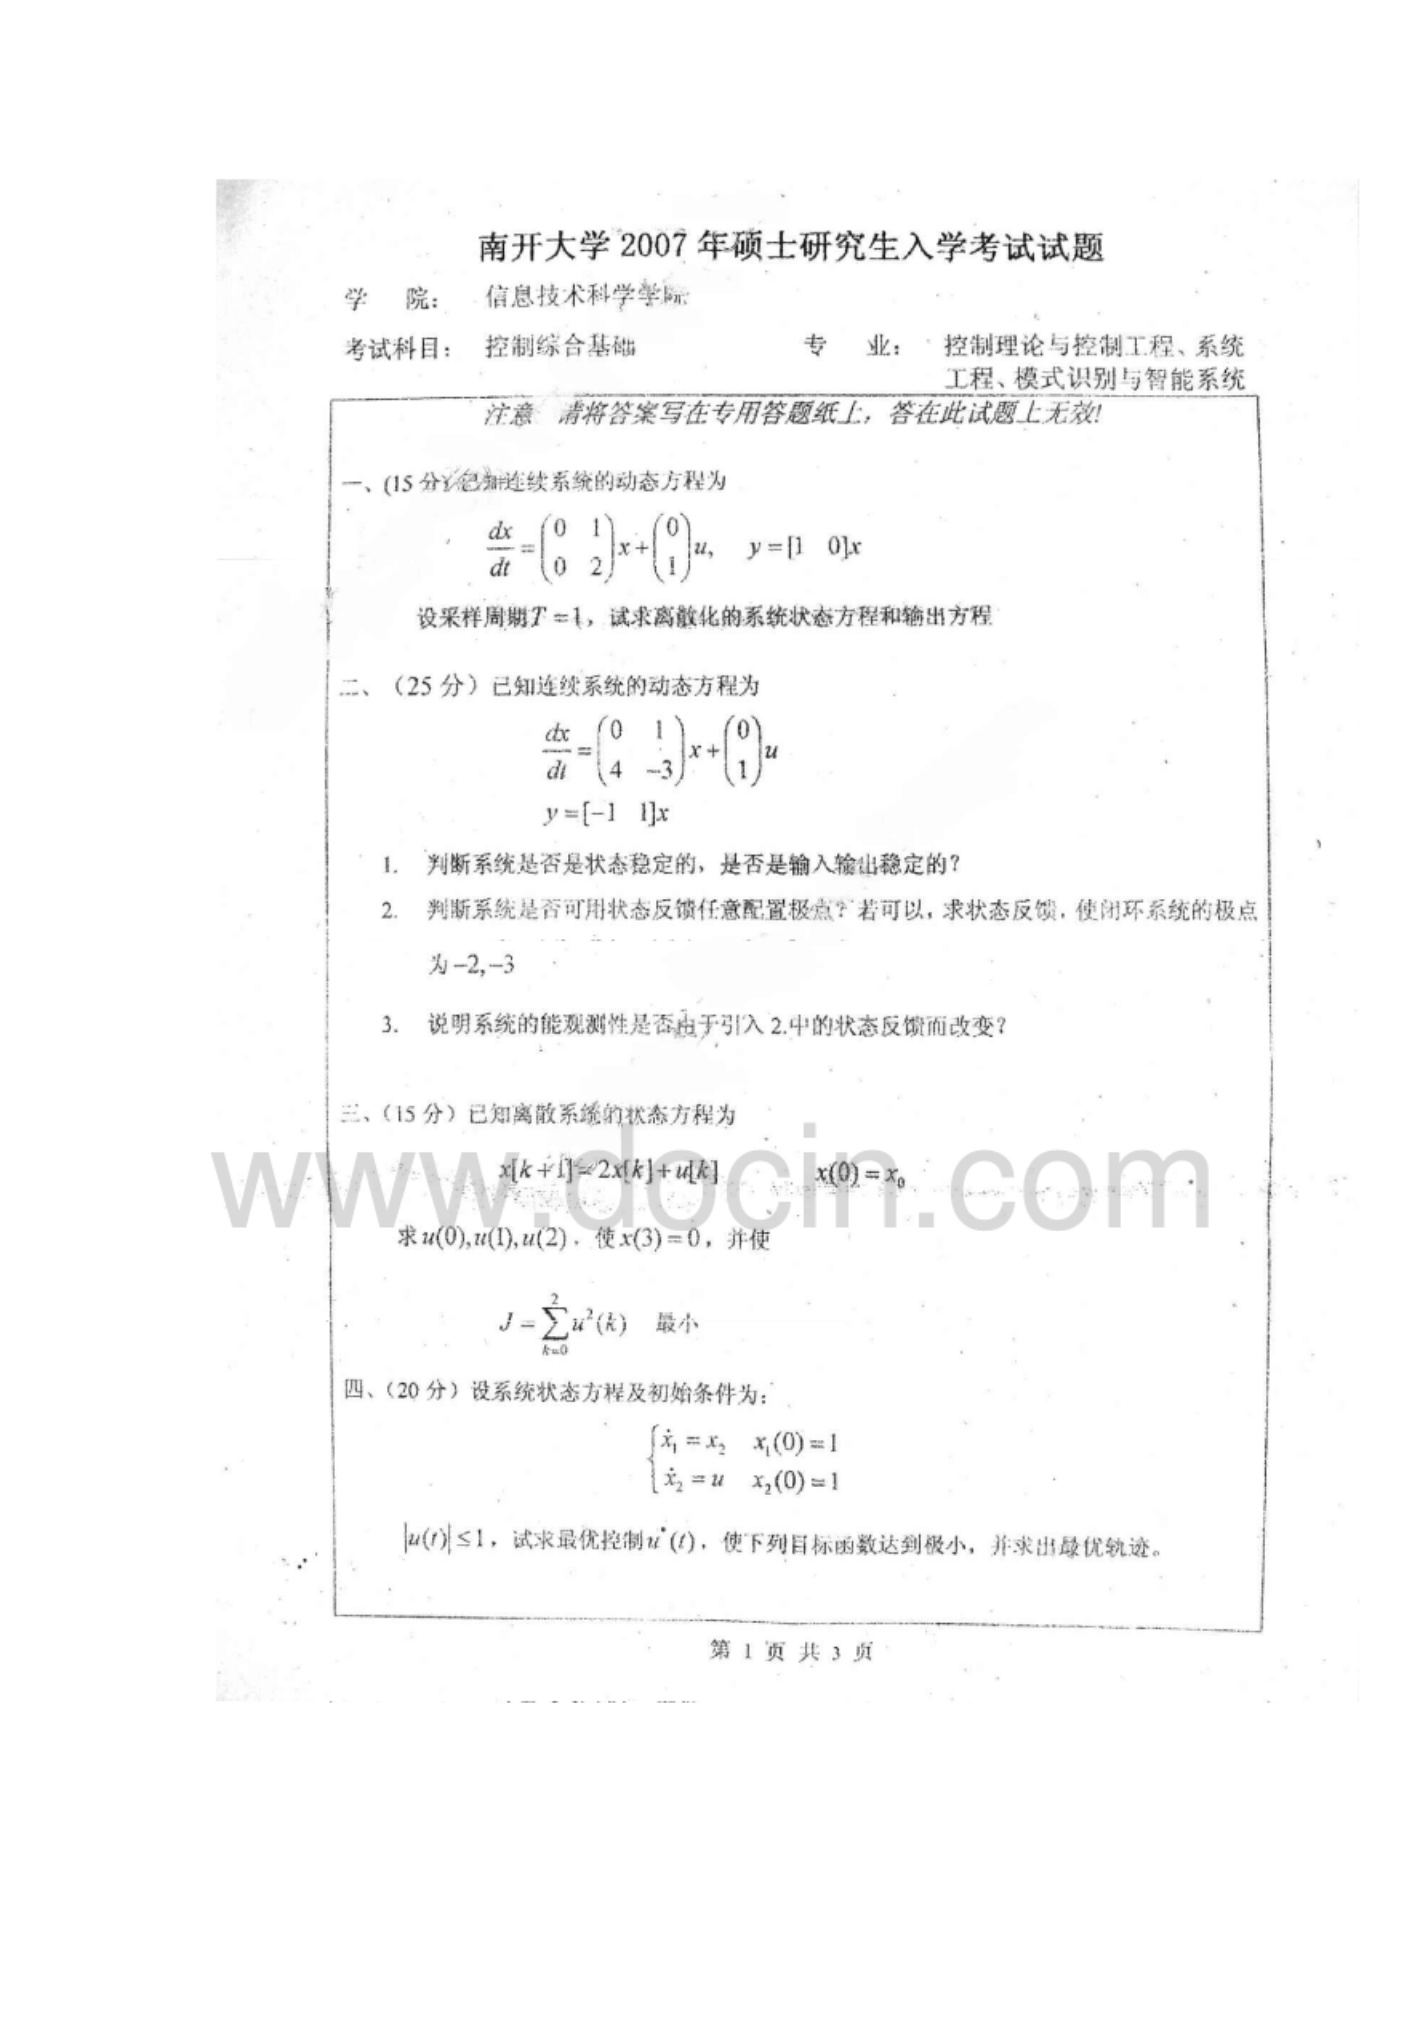 南开大学 2007 年硕士研究生入学考试试题
学 院: 信息技术科学学院
考试科目: 控制综合基础 专 业: 控制理论与控制工程、系统
工程、模式识别与智能系统
注意 请将答案写在专用答题纸上，答在此试题上无效!
一、(15 分) 已知连续系统的动态方程为
dx/dt = (0 1; 0 2)x + (0; 1)u, y = [1 0]x
设采样周期 T = 1，试求离散化的系统状态方程和输出方程
二、（25 分）已知连续系统的动态方程为
dx/dt = (0 1; 4 -3)x + (0; 1)u
y = [-1 1]x
1. 判断系统是否是状态稳定的，是否是输入输出稳定的?
2. 判断系统是否可用状态反馈任意配置极点? 若可以，求状态反馈，使闭环系统的极点
为 -2, -3
3. 说明系统的能观测性是否由于引入 2.中的状态反馈而改变?
三、（15 分）已知离散系统的状态方程为
x[k+1] = 2x[k] + u[k] x(0) = x₀
www.docin.com
求 u(0), u(1), u(2)，使 x(3) = 0，并使
J = ∑_{k=0}^{2} u²(k) 最小
四、（20 分）设系统状态方程及初始条件为:
ẋ₁ = x₂ x₁(0) = 1
ẋ₂ = u x₂(0) = 1
|u(t)| ≤ 1，试求最优控制 u*(t)，使下列目标函数达到极小，并求出最优轨迹。
第 1 页 共 3 页